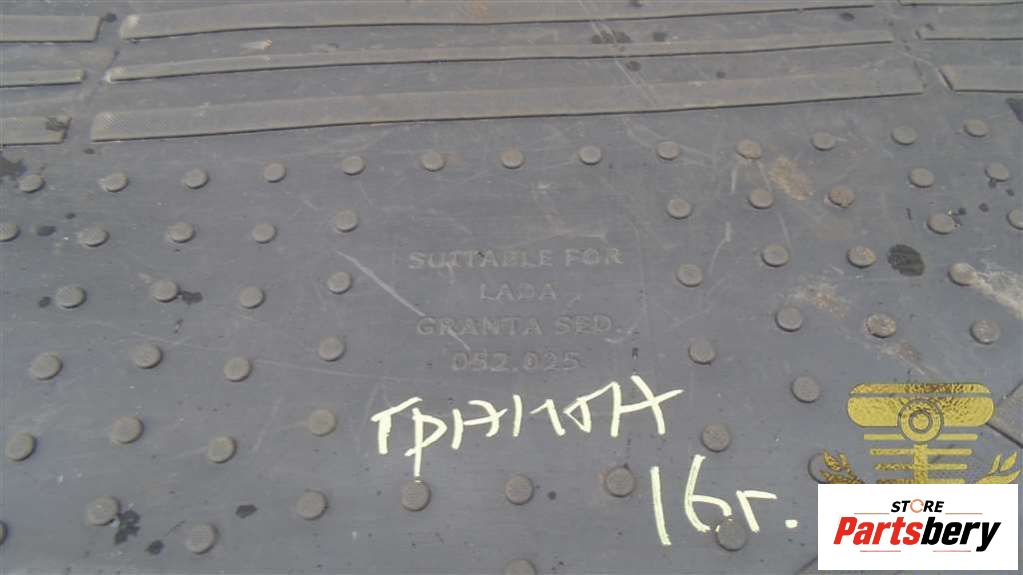 SUITABLE FOR
LADA
GRANTA SED.
052.025
Гранта
16г.
STORE
Partsbery